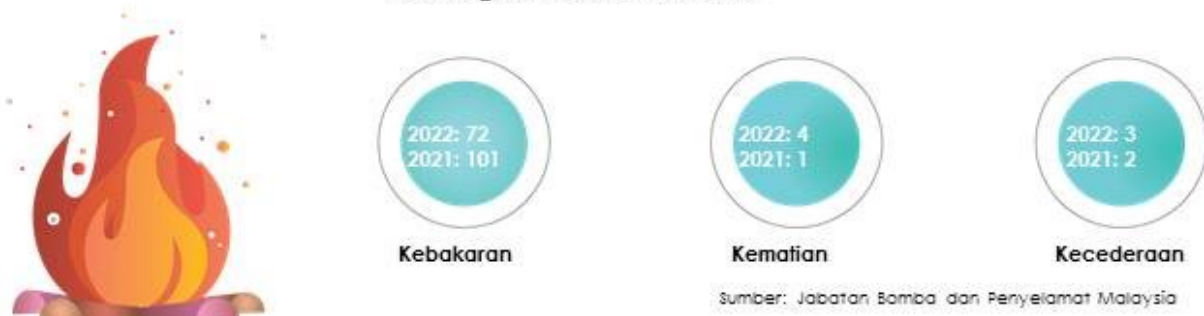 2022: 72
2021: 101
2022: 4
2021: 1
2022: 3
2021: 2
Kebakaran
Kematian
Kecederaan
Sumber: Jabatan Bomba dan Penyelamat Malaysia